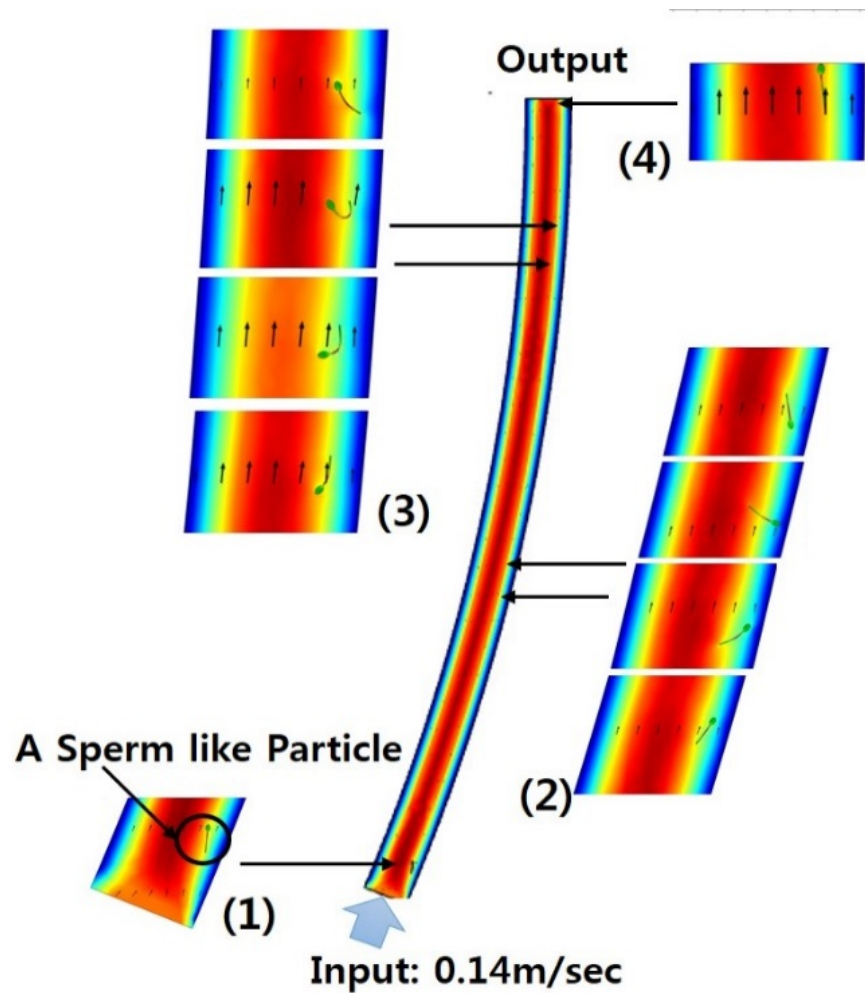 Output
(4)
(3)
A Sperm like Particle
(2)
(1)
Input: 0.14m/sec